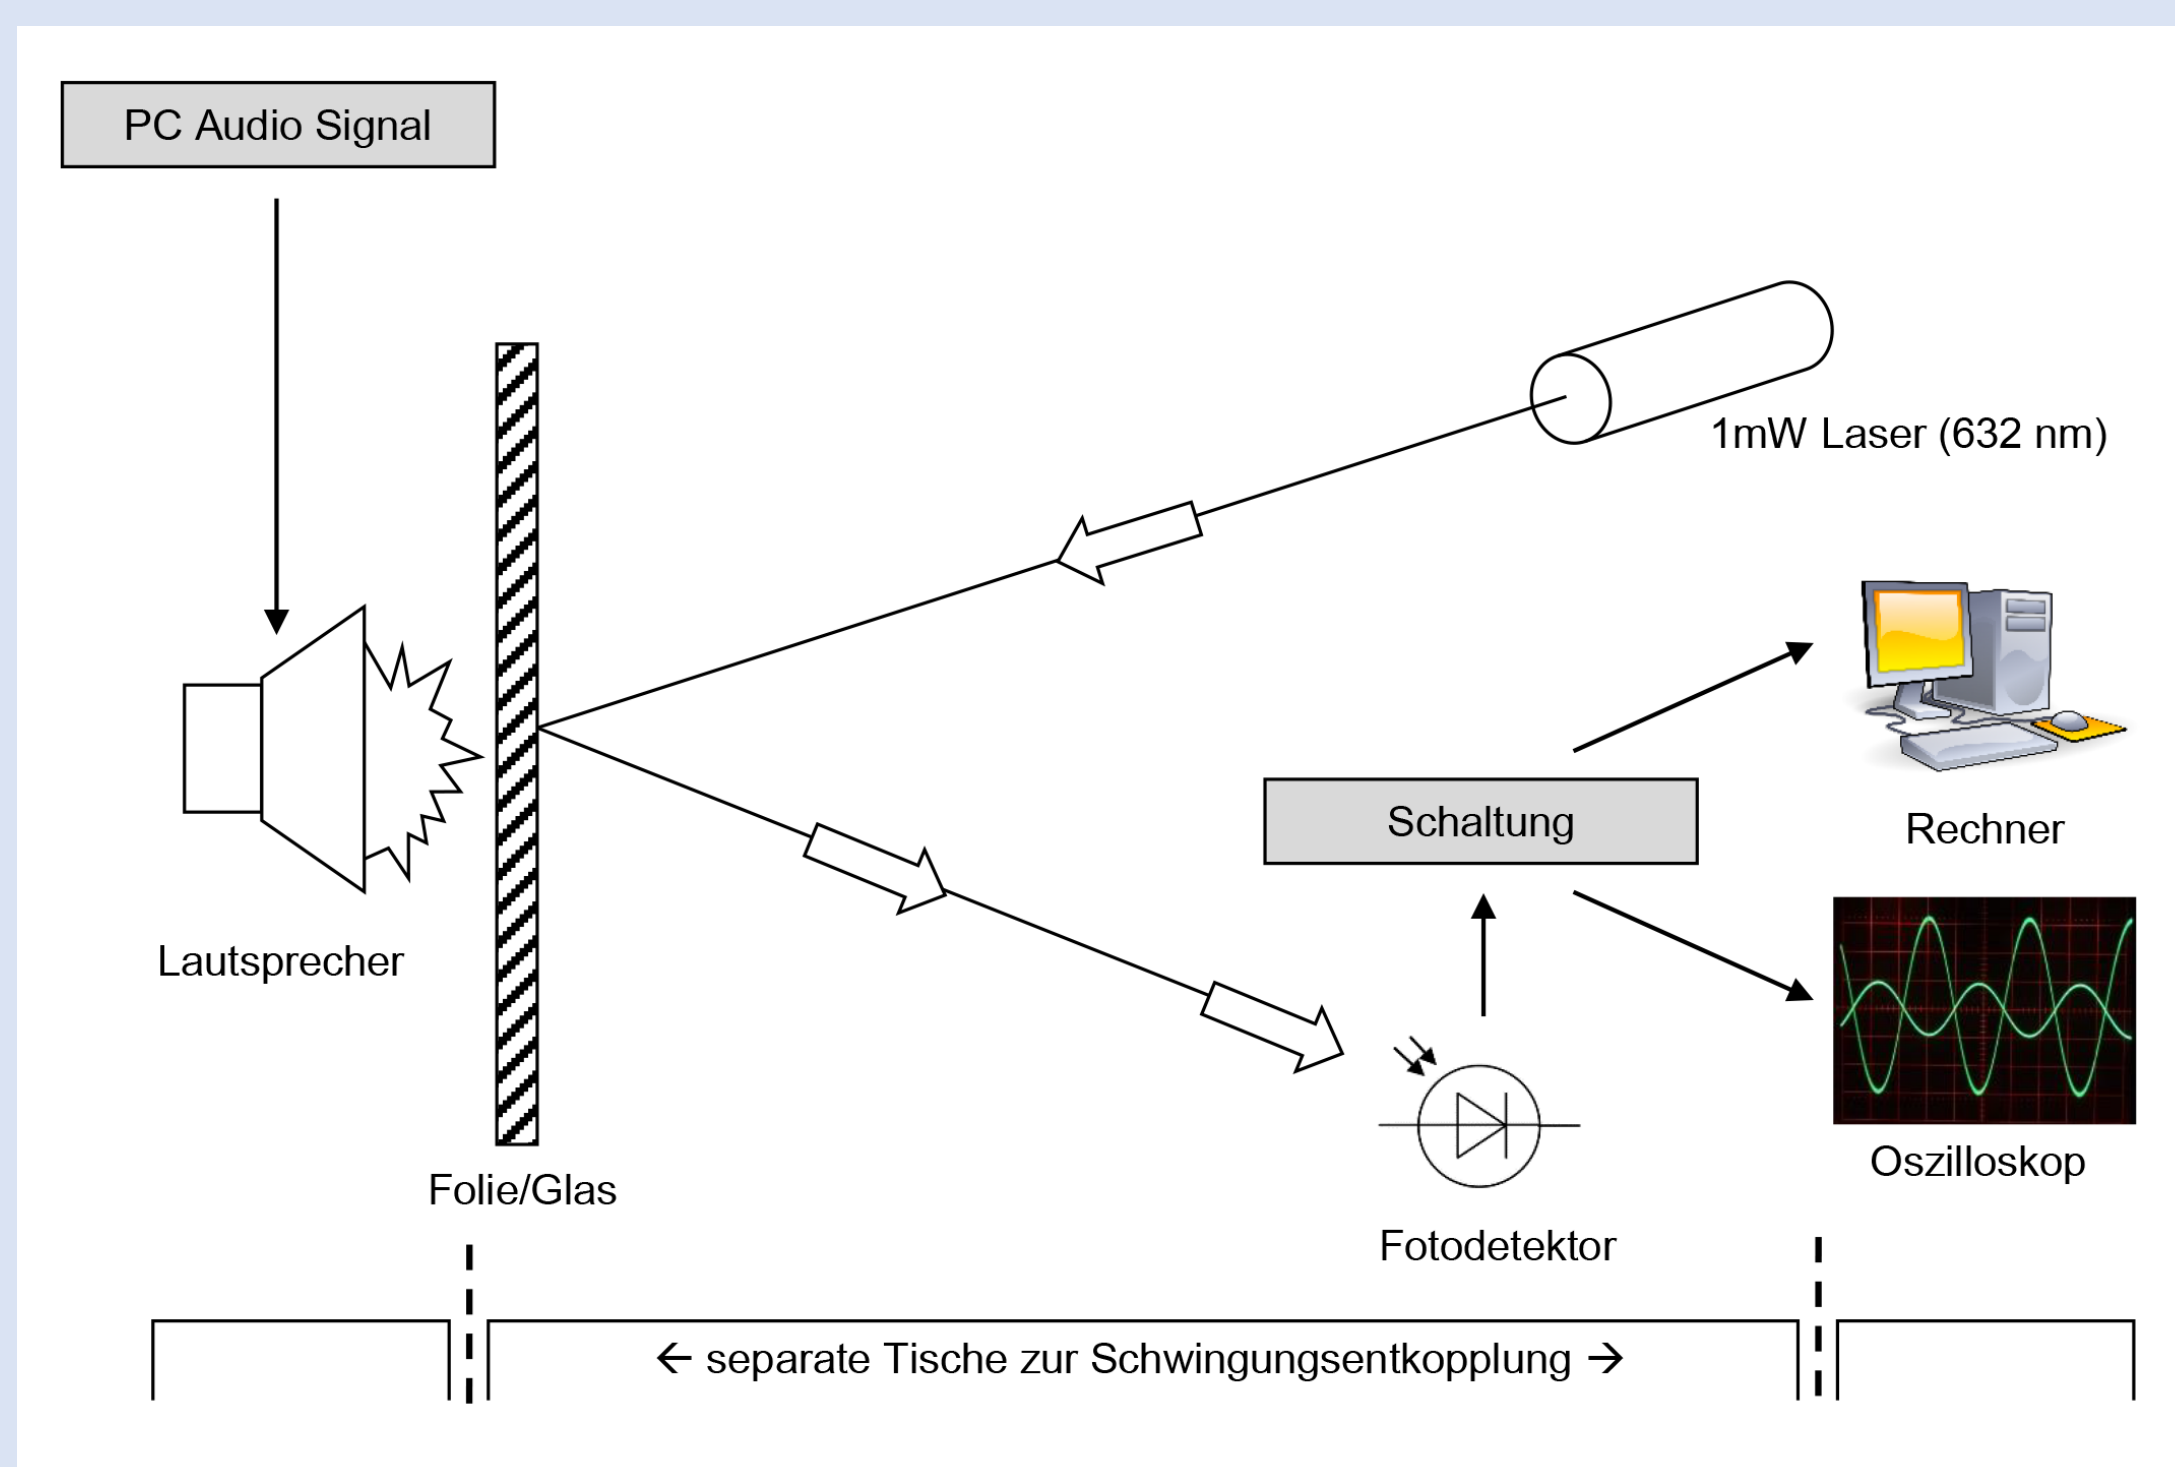 PC Audio Signal
1mW Laser (632 nm)
Schaltung
Rechner
Lautsprecher
Oszilloskop
Folie/Glas
Fotodetektor
← separate Tische zur Schwingungsentkopplung →